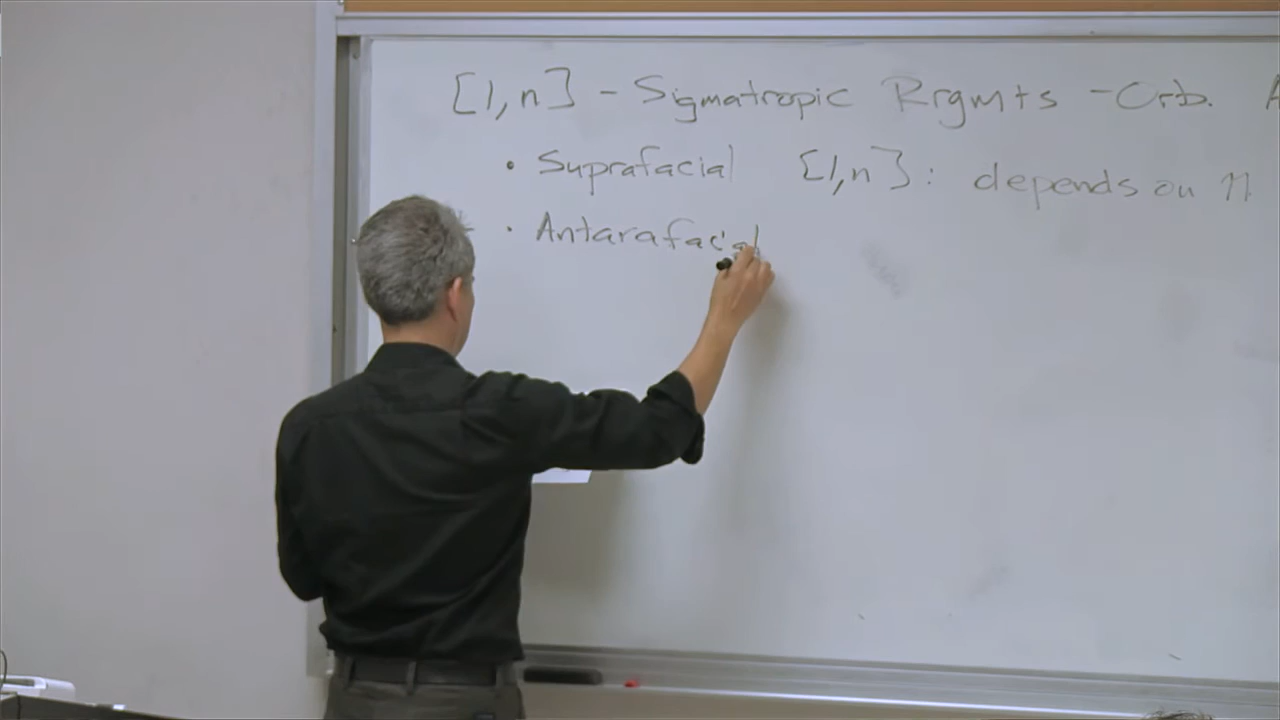 [1,n] - Sigmatropic Rrgmts - Orb. A
• Suprafacial [1,n]: depends on n
• Antarafacial